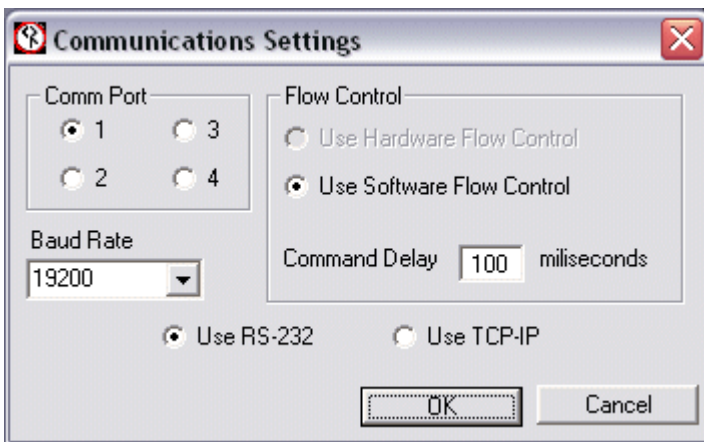 Communications Settings
Comm Port
1
3
2
4
Baud Rate
19200
Flow Control
Use Hardware Flow Control
Use Software Flow Control
Command Delay 100 miliseconds
Use RS-232
Use TCP-IP
OK
Cancel